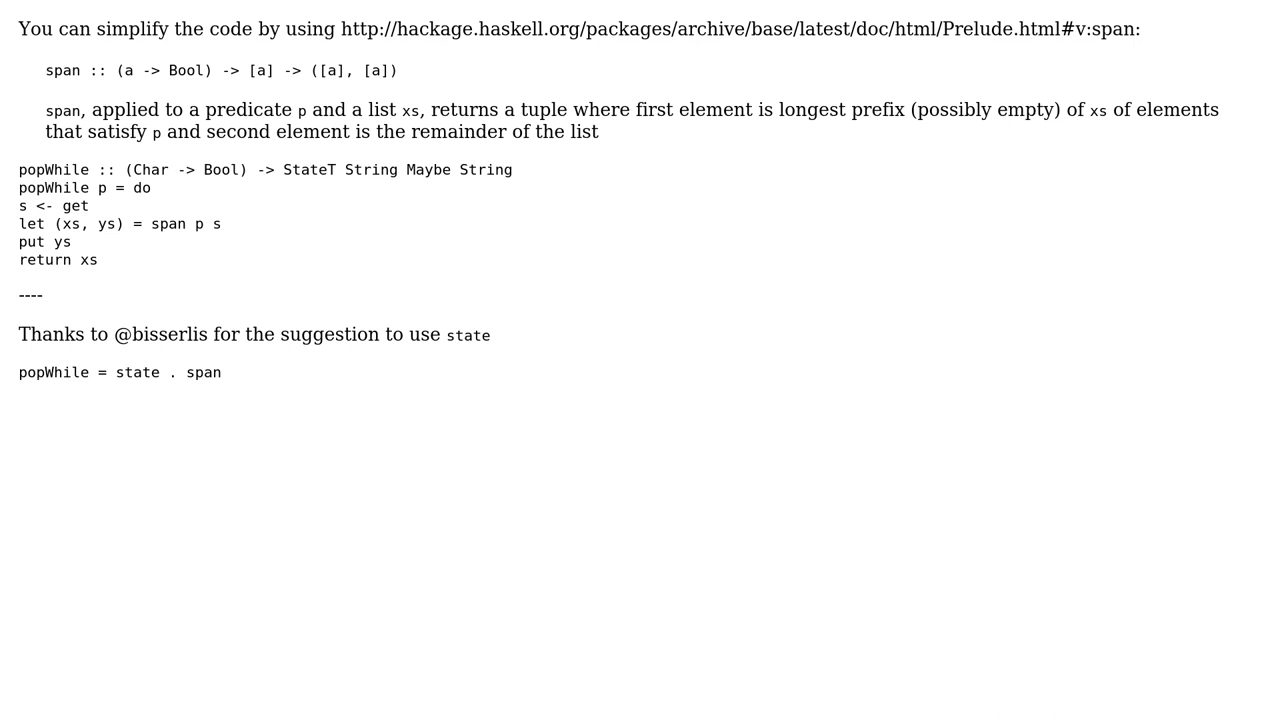 You can simplify the code by using http://hackage.haskell.org/packages/archive/base/latest/doc/html/Prelude.html#v:span:
span :: (a -> Bool) -> [a] -> ([a], [a])
span, applied to a predicate p and a list xs, returns a tuple where first element is longest prefix (possibly empty) of xs of elements
that satisfy p and second element is the remainder of the list
popWhile :: (Char -> Bool) -> StateT String Maybe String
popWhile p = do
s <- get
let (xs, ys) = span p s
put ys
return xs
----
Thanks to @bisserlis for the suggestion to use state
popWhile = state . span